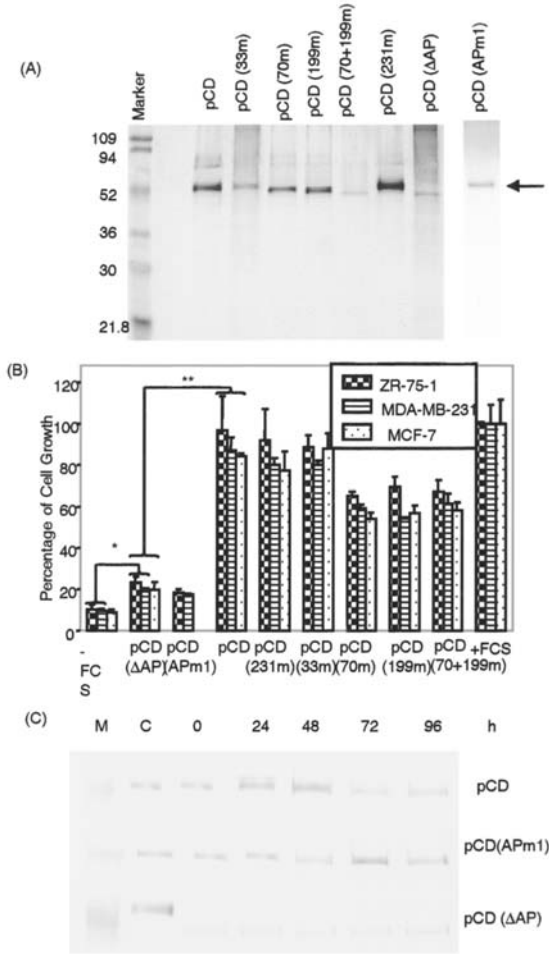 (A)
Marker
pCD
pCD (33m)
pCD (70m)
pCD (199m)
pCD (70+199m)
pCD (231m)
pCD (ΔAP)
pCD (APm1)
109
94
52
36
30
21.8
(B)
Percentage of Cell Growth
120
100
80
60
40
20
0
*
**
ZR-75-1
MDA-MB-231
MCF-7
- FC S
pCD (ΔAP)
pCD (APm1)
pCD
pCD (231m)
pCD (33m)
pCD (70m)
pCD (199m)
pCD (70+199m)
+FCS
(C)
M C 0 24 48 72 96 h
pCD
pCD(APm1)
pCD (ΔAP)